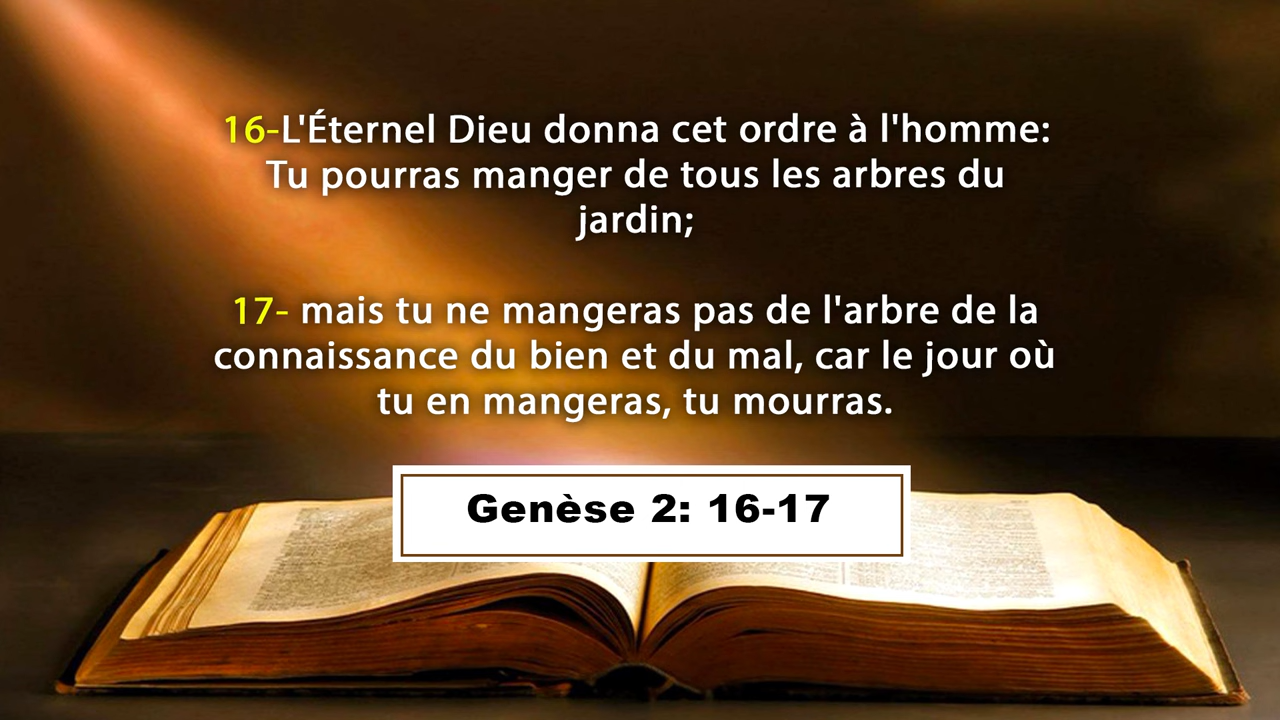 16-L'Éternel Dieu donna cet ordre à l'homme:
Tu pourras manger de tous les arbres du
jardin;
17- mais tu ne mangeras pas de l'arbre de la
connaissance du bien et du mal, car le jour où
tu en mangeras, tu mourras.
Genèse 2: 16-17